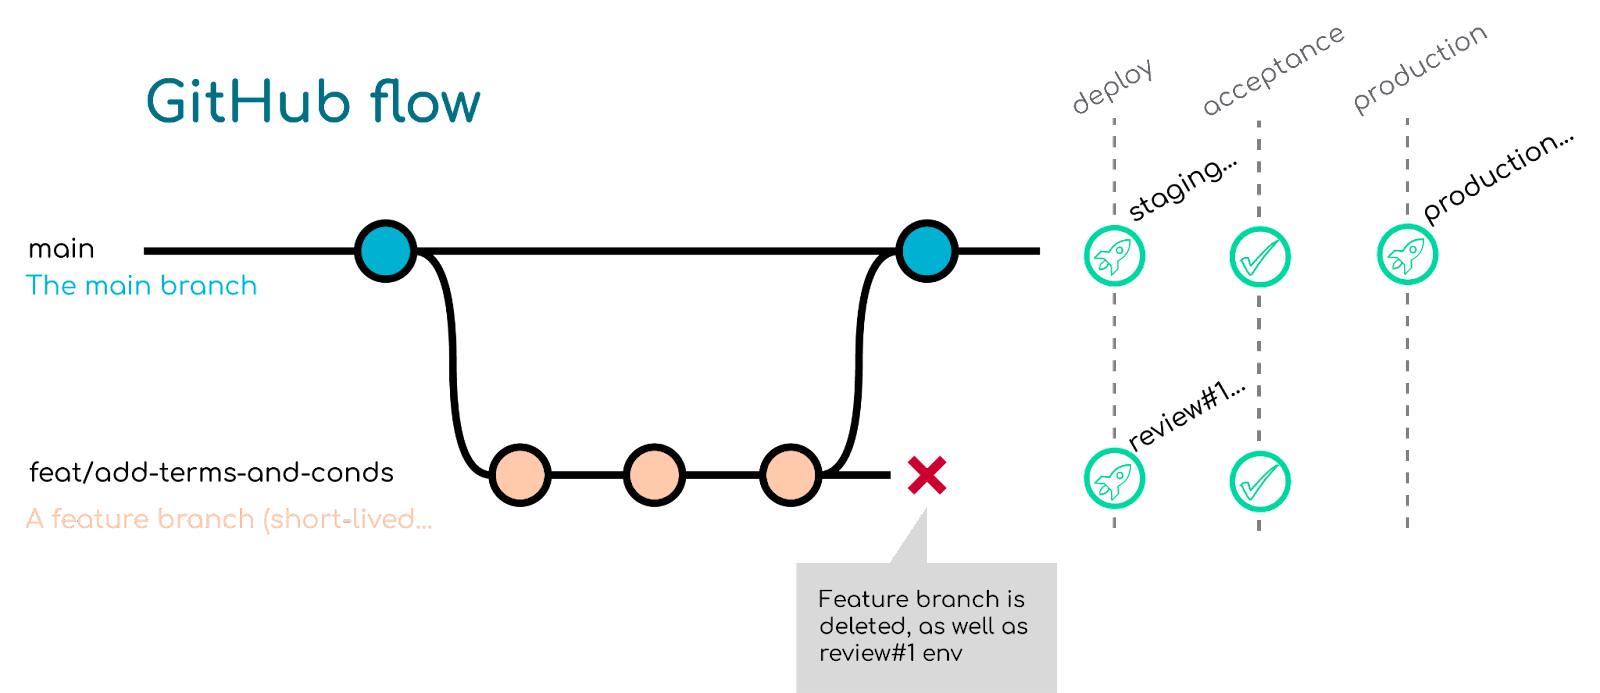 GitHub flow
deploy
acceptance
production
staging...
production...
main
The main branch
review#1...
feat/add-terms-and-conds
A feature branch (short-lived...
Feature branch is
deleted, as well as
review#1 env